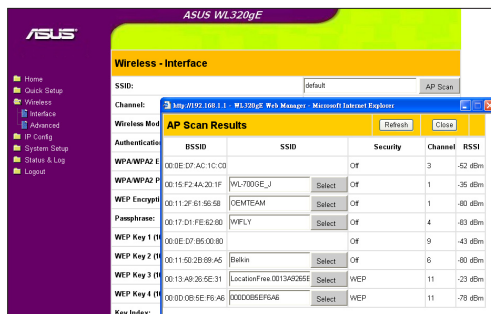 ASUS WL320gE
ASUS
Wireless - Interface
Home
Quick Setup
Wireless
Interface
Advanced
IP Config
System Setup
Status & Log
Logout
SSID: default AP Scan
Channel:
Wireless Mod
Authenticatio
WPA/WPA2 E
WPA/WPA2 P
WEP Encrypti
Passphrase:
WEP Key 1 (1
WEP Key 2 (1
WEP Key 3 (1
WEP Key 4 (1
Key Index:
http://192.168.1.1 - WL320gE Web Manager - Microsoft Internet Explorer
AP Scan Results Refresh Close
BSSID SSID Security Channel RSSI
00:0E:D7:AC:1C:C0 Off 3 -52 dBm
00:15:F2:4A:20:1F WL-700GE_J Select Off 1 -35 dBm
00:11:2F:61:56:58 OEMTEAM Select Off 1 -80 dBm
00:17:D1:FE:62:80 WIFLY Select Off 4 -83 dBm
00:0E:D7:B5:00:80 Off 9 -43 dBm
00:11:50:2B:89:A5 Belkin Select Off 6 -80 dBm
00:13:A9:26:5E:31 LocationFree.0013A9265E Select WEP 11 -23 dBm
00:0D:0B:5E:F6:A6 000D0B5EF6A6 Select WEP 11 -78 dBm